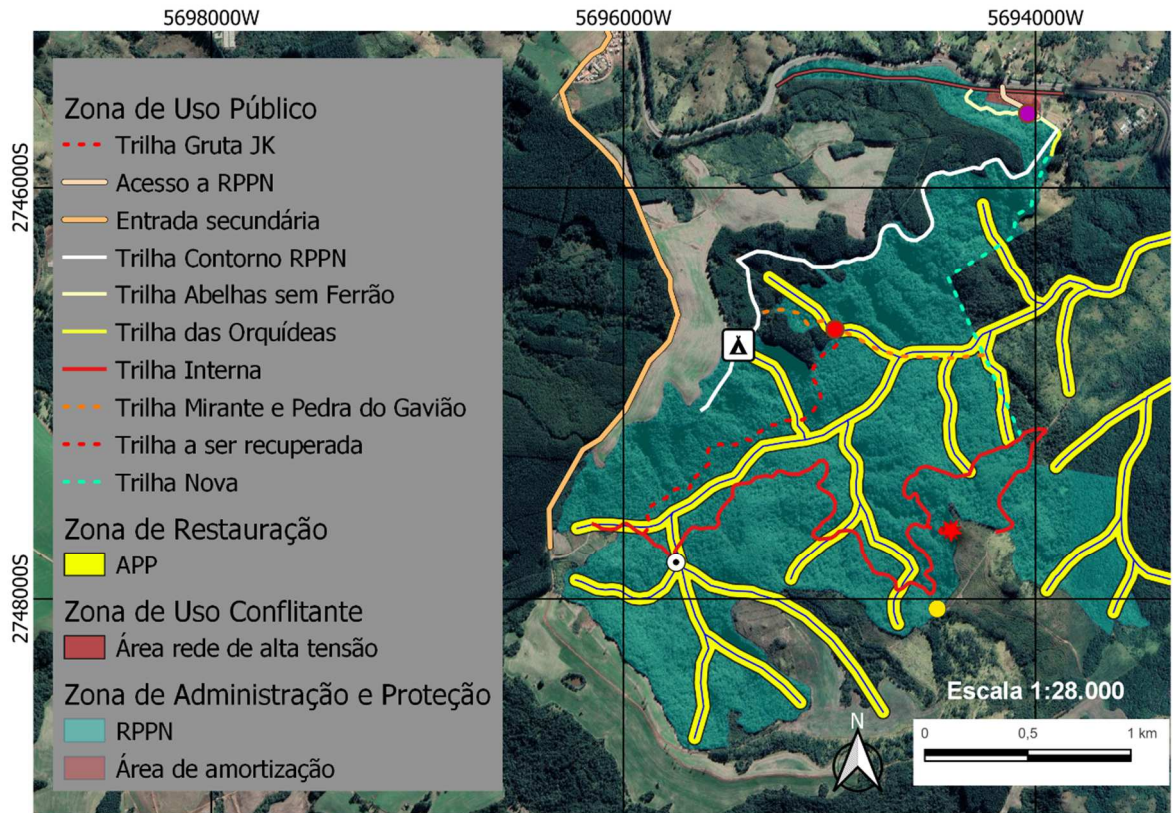 5698000W
5696000W
5694000W
2746000S
2748000S
Zona de Uso Público
Trilha Gruta JK
Acesso a RPPN
Entrada secundária
Trilha Contorno RPPN
Trilha Abelhas sem Ferrão
Trilha das Orquídeas
Trilha Interna
Trilha Mirante e Pedra do Gavião
Trilha a ser recuperada
Trilha Nova
Zona de Restauração
APP
Zona de Uso Conflitante
Área rede de alta tensão
Zona de Administração e Proteção
RPPN
Área de amortização
Escala 1:28.000
N
0 0,5 1 km